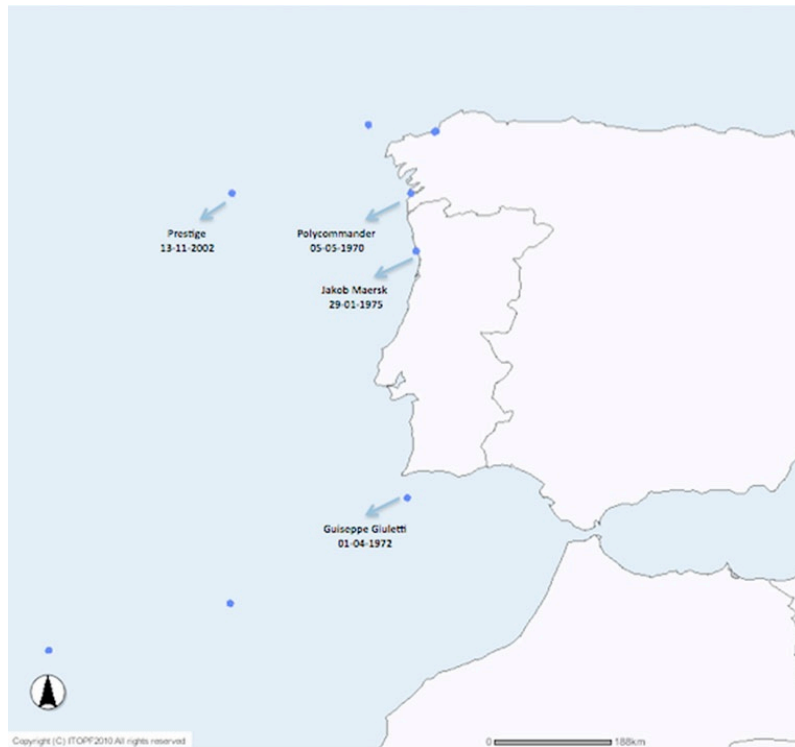 Prestige
13-11-2002
Polycommander
05-05-1970
Jakob Maersk
29-01-1975
Guiseppe Giuletti
01-04-1972
Copyright (C) ITOPF2010 All rights reserved
0 188km